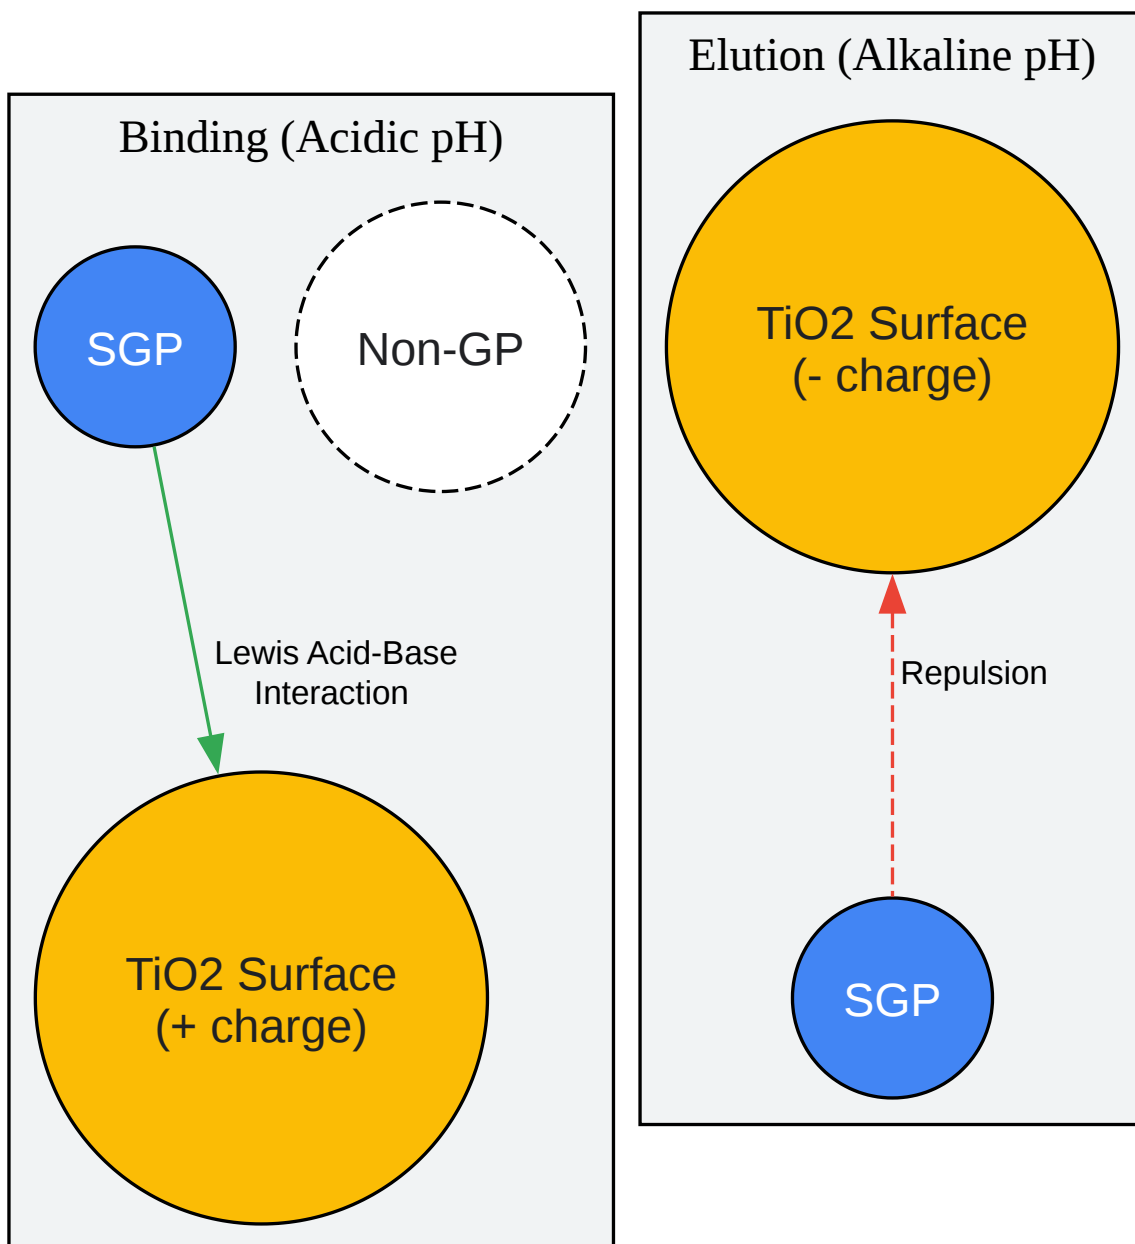 Binding (Acidic pH)
SGP
Non-GP
Lewis Acid-Base
Interaction
TiO2 Surface
(+ charge)
Elution (Alkaline pH)
TiO2 Surface
(- charge)
Repulsion
SGP